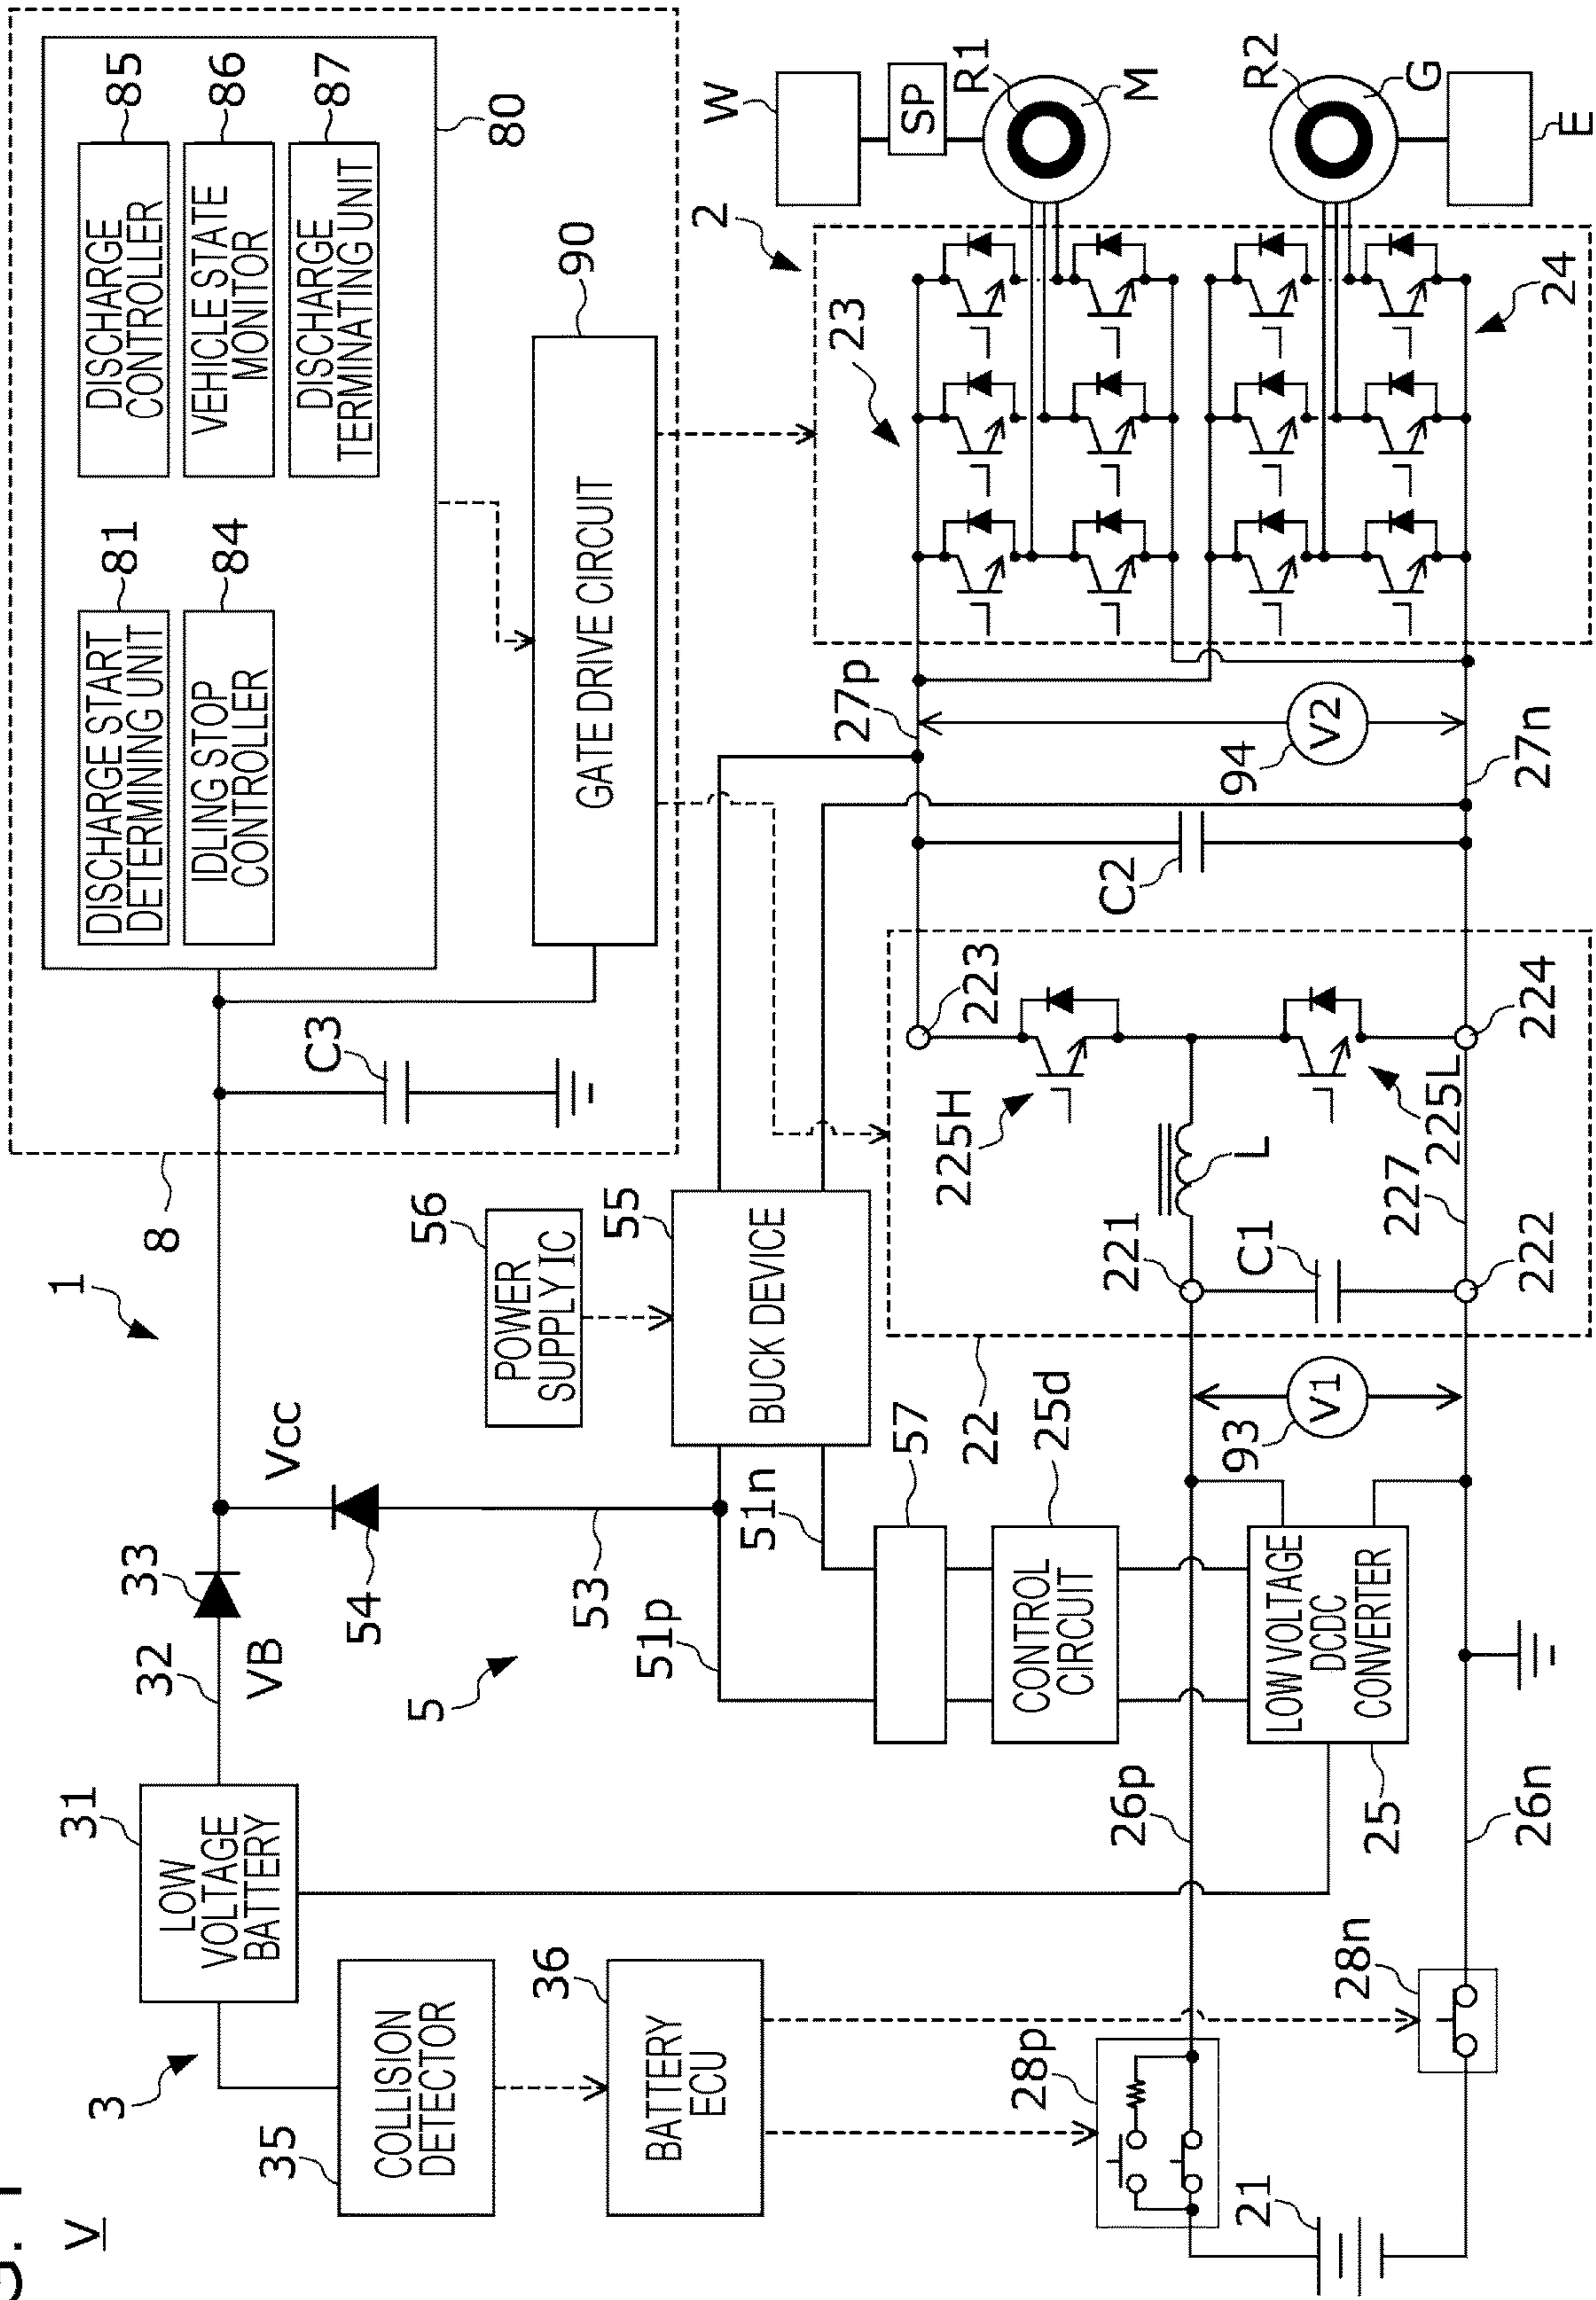 V
1
3
31
LOW
VOLTAGE
BATTERY
32
VB
33
Vcc
8
C3
DISCHARGE START
DETERMINING UNIT
81
IDLING STOP
CONTROLLER
84
DISCHARGE
CONTROLLER
85
VEHICLE STATE
MONITOR
86
DISCHARGE
TERMINATING UNIT
87
80
35
COLLISION
DETECTOR
36
BATTERY
ECU
5
54
53
51p
51n
56
POWER
SUPPLY IC
55
BUCK DEVICE
GATE DRIVE CIRCUIT
90
57
25d
CONTROL
CIRCUIT
LOW VOLTAGE
DCDC
CONVERTER
25
28p
28n
26p
26n
21
22
93
V1
221
222
C1
L
227
225H
225L
223
224
C2
27p
27n
94
V2
2
23
24
W
SP
R1
M
R2
G
E